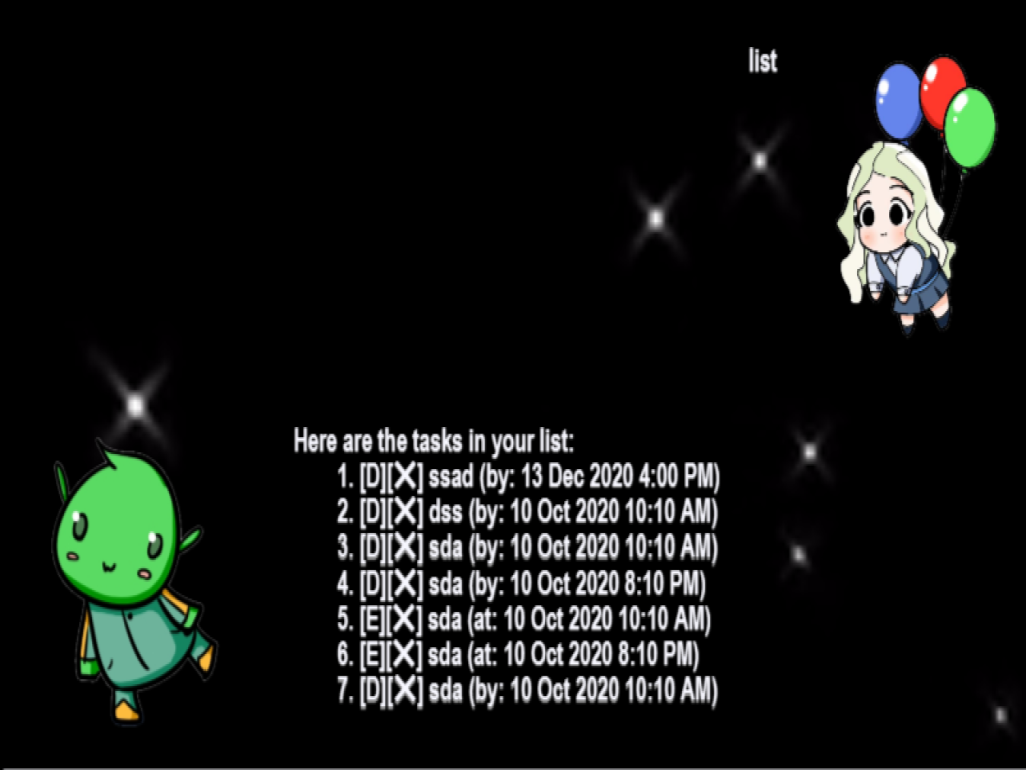 list
Here are the tasks in your list:
1. [D][✕] ssad (by: 13 Dec 2020 4:00 PM)
2. [D][✕] dss (by: 10 Oct 2020 10:10 AM)
3. [D][✕] sda (by: 10 Oct 2020 10:10 AM)
4. [D][✕] sda (by: 10 Oct 2020 8:10 PM)
5. [E][✕] sda (at: 10 Oct 2020 10:10 AM)
6. [E][✕] sda (at: 10 Oct 2020 8:10 PM)
7. [D][✕] sda (by: 10 Oct 2020 10:10 AM)